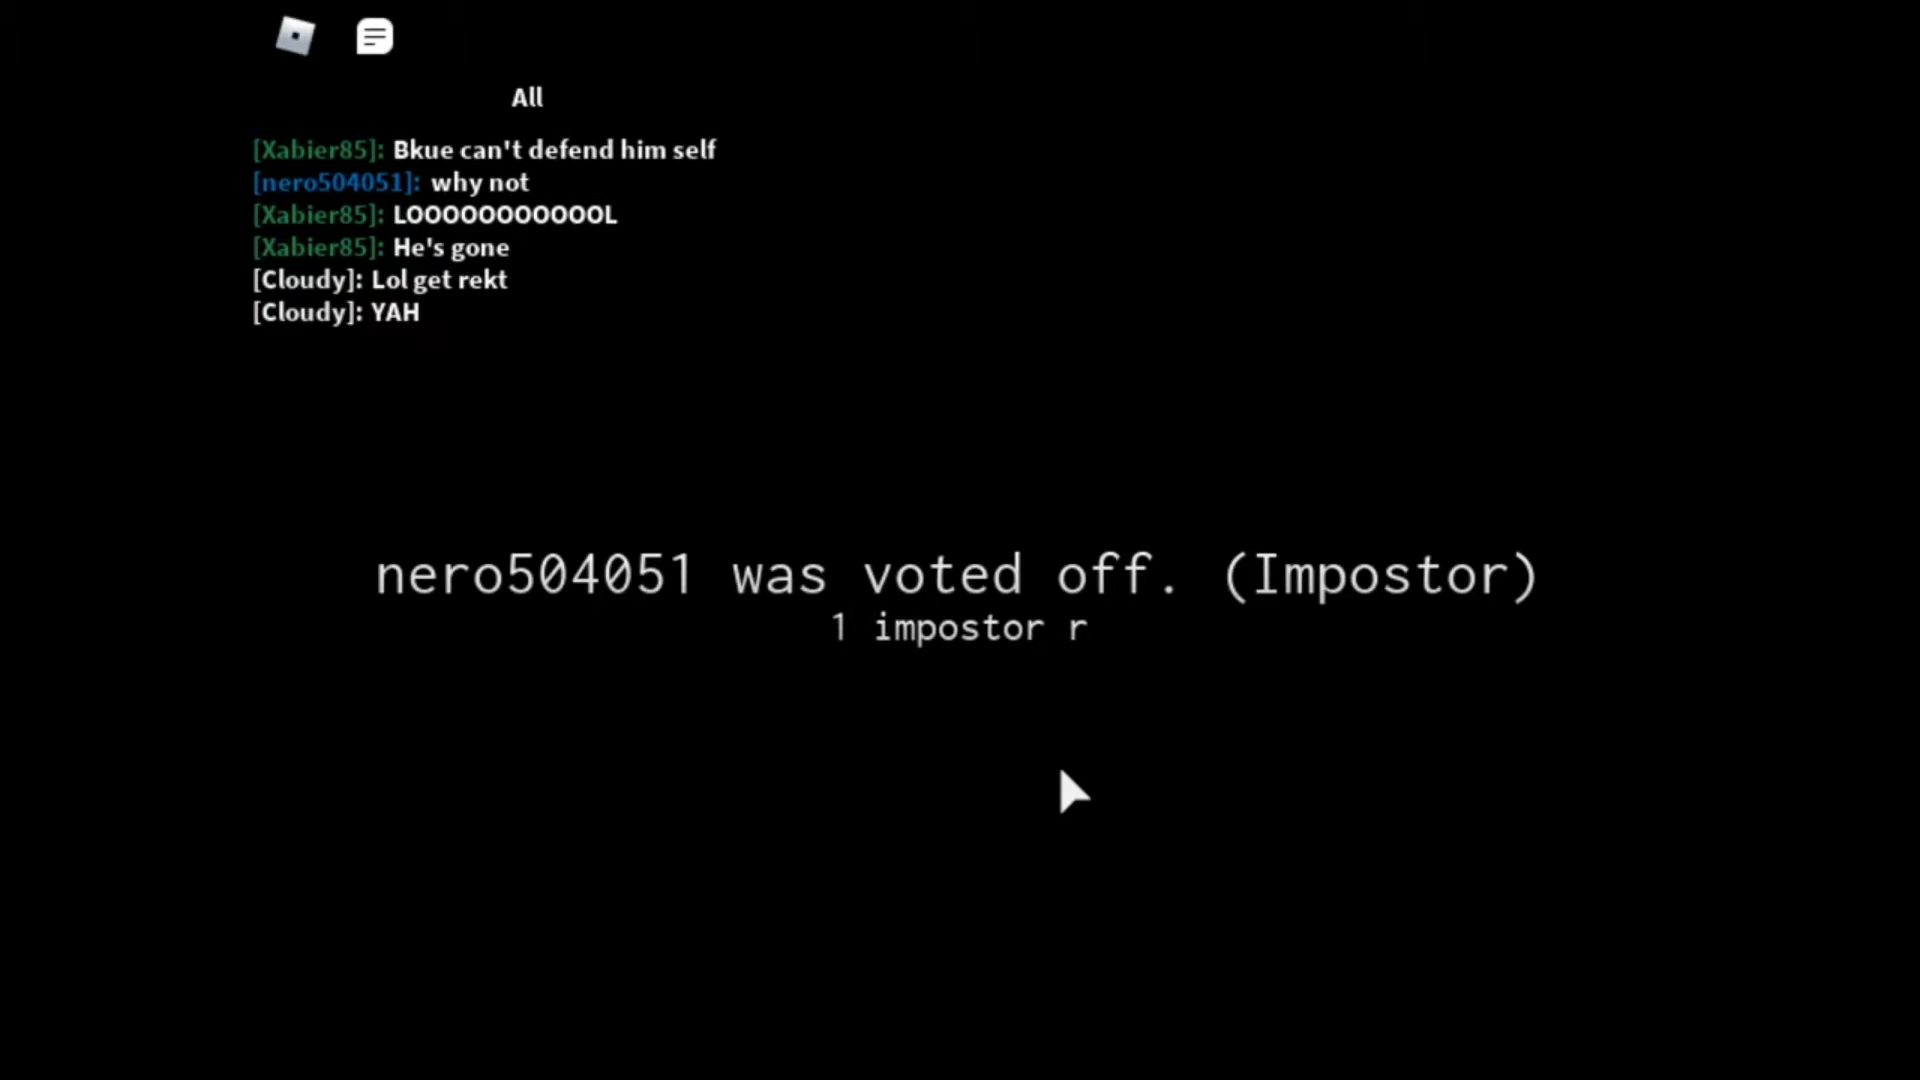 All
[Xabier85]: Bkue can't defend him self
[nero504051]: why not
[Xabier85]: LOOOOOOOOOOOL
[Xabier85]: He's gone
[Cloudy]: Lol get rekt
[Cloudy]: YAH
nero504051 was voted off. (Impostor)
1 impostor r